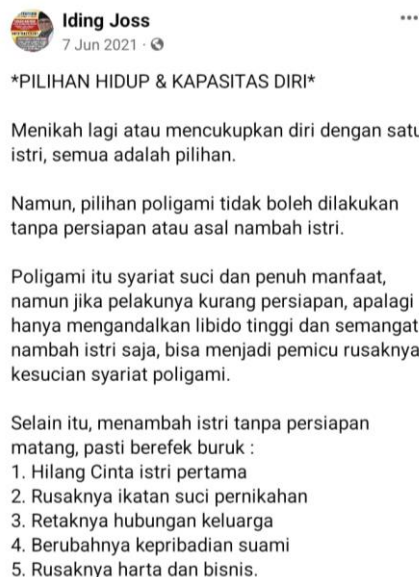 Iding Joss
7 Jun 2021
*PILIHAN HIDUP & KAPASITAS DIRI*
Menikah lagi atau mencukupkan diri dengan satu
istri, semua adalah pilihan.
Namun, pilihan poligami tidak boleh dilakukan
tanpa persiapan atau asal nambah istri.
Poligami itu syariat suci dan penuh manfaat,
namun jika pelakunya kurang persiapan, apalagi
hanya mengandalkan libido tinggi dan semangat
nambah istri saja, bisa menjadi pemicu rusaknya
kesucian syariat poligami.
Selain itu, menambah istri tanpa persiapan
matang, pasti berefek buruk :
1. Hilang Cinta istri pertama
2. Rusaknya ikatan suci pernikahan
3. Retaknya hubungan keluarga
4. Berubahnya kepribadian suami
5. Rusaknya harta dan bisnis.